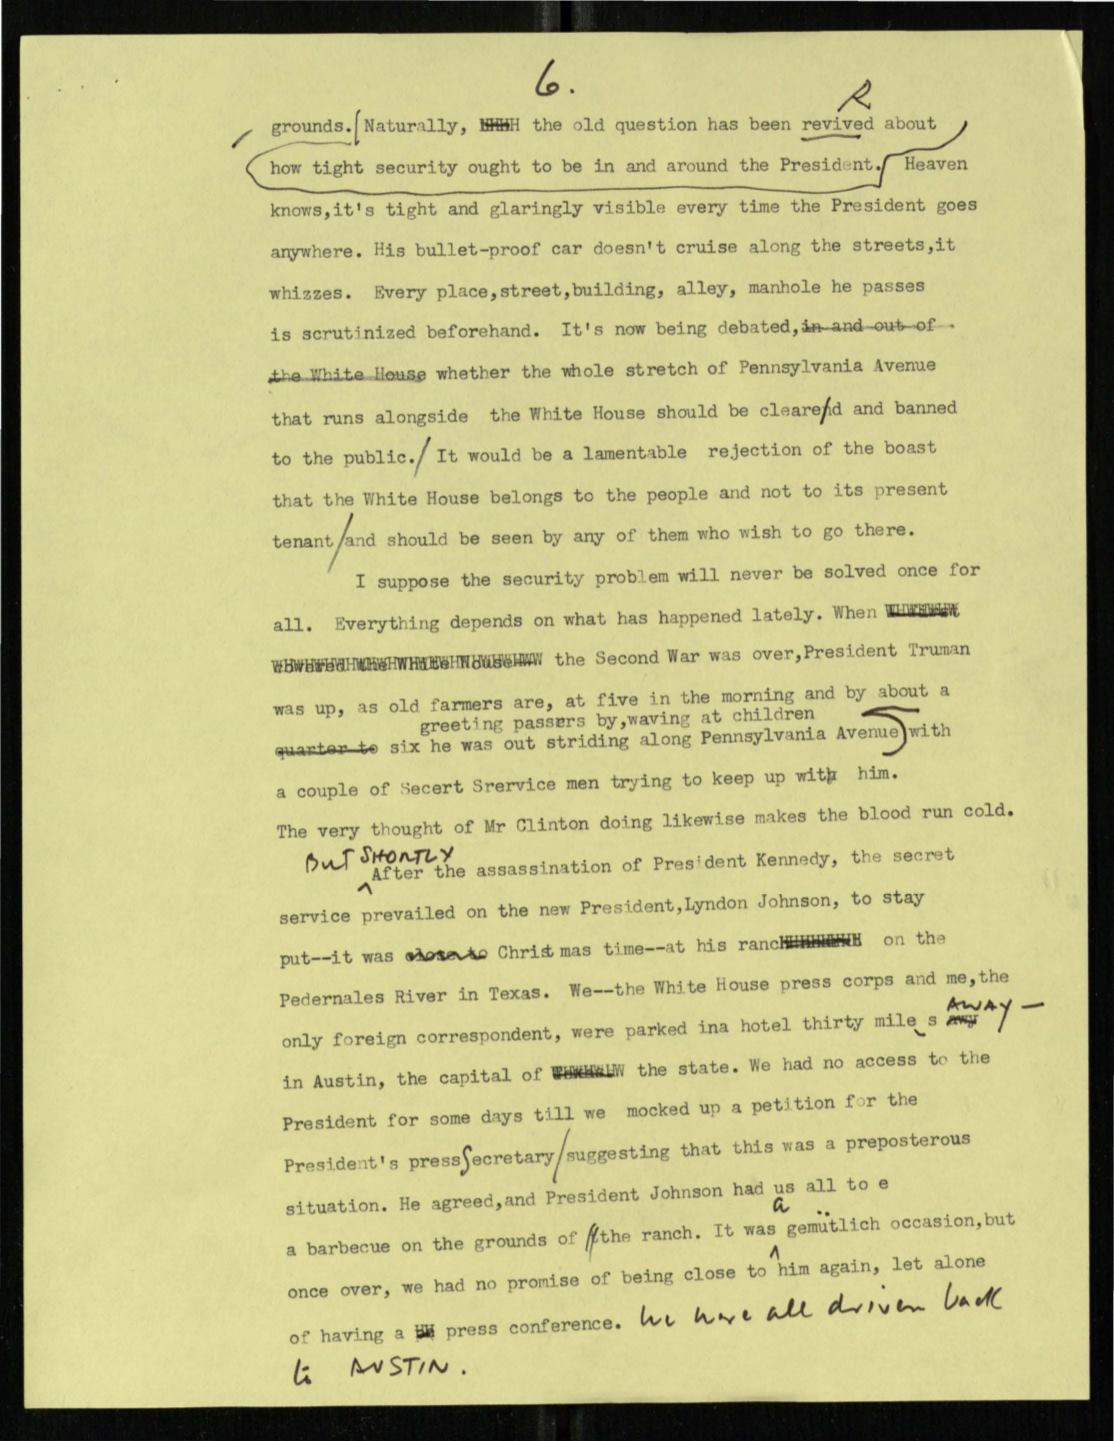 6.
R
grounds. Naturally, the old question has been revived about
how tight security ought to be in and around the President. Heaven
knows,it's tight and glaringly visible every time the President goes
anywhere. His bullet-proof car doesn't cruise along the streets,it
whizzes. Every place,street,building, alley, manhole he passes
is scrutinized beforehand. It's now being debated,in and out of
the White House whether the whole stretch of Pennsylvania Avenue
that runs alongside the White House should be cleared and banned
to the public./ It would be a lamentable rejection of the boast
that the White House belongs to the people and not to its present
tenant/and should be seen by any of them who wish to go there.
I suppose the security problem will never be solved once for
all. Everything depends on what has happened lately. When
the Second War was over,President Truman
was up, as old farmers are, at five in the morning and by about a
greeting passers by,waving at children
quarter to six he was out striding along Pennsylvania Avenue with
a couple of Secert Srervice men trying to keep up with him.
The very thought of Mr Clinton doing likewise makes the blood run cold.
BUT SHORTLY
After the assassination of President Kennedy, the secret
service prevailed on the new President,Lyndon Johnson, to stay
put--it was close to Christmas time--at his ranch on the
Pedernales River in Texas. We--the White House press corps and me,the
AWAY —
only foreign correspondent, were parked ina hotel thirty mile s awy
in Austin, the capital of the state. We had no access to the
President for some days till we mocked up a petition for the
President's press Secretary/suggesting that this was a preposterous
situation. He agreed,and President Johnson had us all to e
a
a barbecue on the grounds of the ranch. It was gemütlich occasion,but
once over, we had no promise of being close to him again, let alone
of having a press conference. We were all driven back
to AUSTIN.